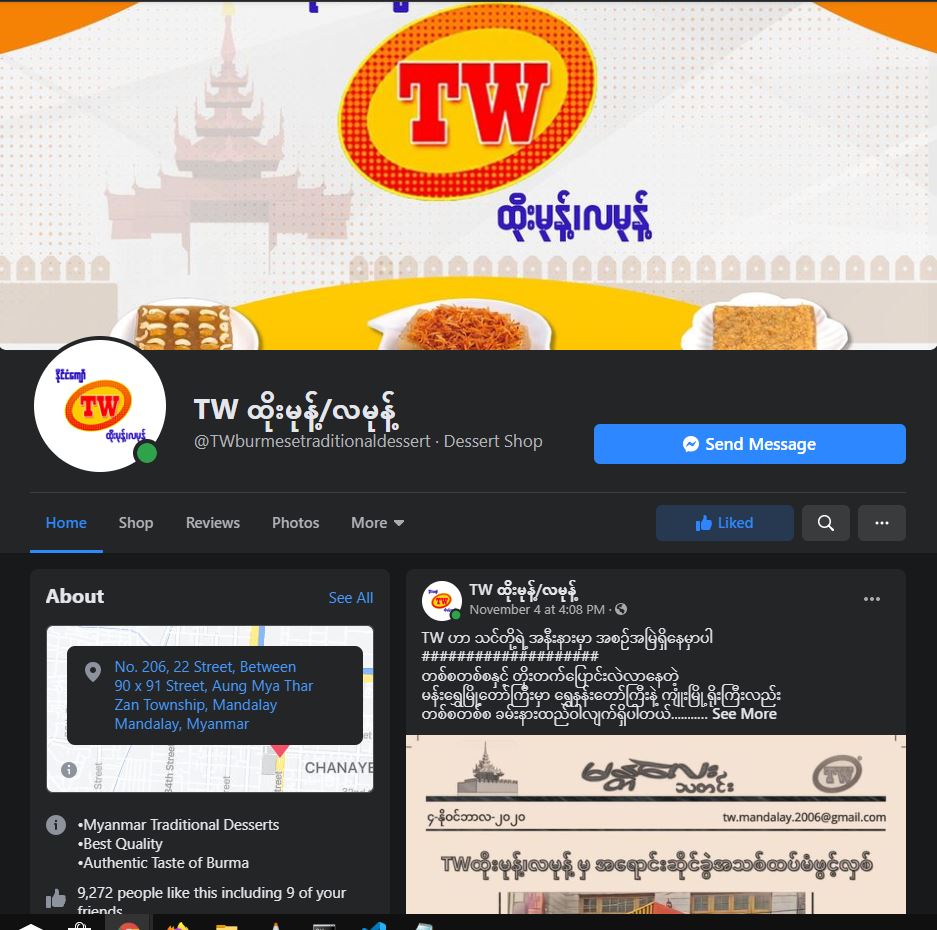 TW
ထိုးမုန့်၊လမုန့်
နိုင်ငံကျော်
TW
ထိုးမုန့်၊လမုန့်
TW ထိုးမုန့်/လမုန့်
@TWburmesetraditionaldessert · Dessert Shop
Send Message
Home
Shop
Reviews
Photos
More
Liked
About
See All
No. 206, 22 Street, Between
90 x 91 Street, Aung Mya Thar
Zan Township, Mandalay
Mandalay, Myanmar
Street
84th Street
Street
CHANAYE
•Myanmar Traditional Desserts
•Best Quality
•Authentic Taste of Burma
9,272 people like this including 9 of your
friends
TW ထိုးမုန့်/လမုန့်
November 4 at 4:08 PM ·
TW ဟာ သင်တို့ရဲ့ အနီးနားမှာ အစဉ်အမြဲရှိနေမှာပါ
####################
တစ်စတစ်စနှင့် တိုးတက်ပြောင်းလဲလာနေတဲ့
မန်းရွှေမြို့တော်ကြီးမှာ ရွှေနန်းတော်ကြီးနဲ့ ကျုံးမြို့ရိုးကြီးလည်း
တစ်စတစ်စ ခမ်းနားထည်ဝါလျက်ရှိပါတယ်........... See More
မန္တလေး
သတင်း
TW
၄-နိုဝင်ဘာလ-၂၀၂၀
tw.mandalay.2006@gmail.com
TWထိုးမုန့်၊လမုန့် မှ အရောင်းဆိုင်ခွဲအသစ်ထပ်မံဖွင့်လှစ်